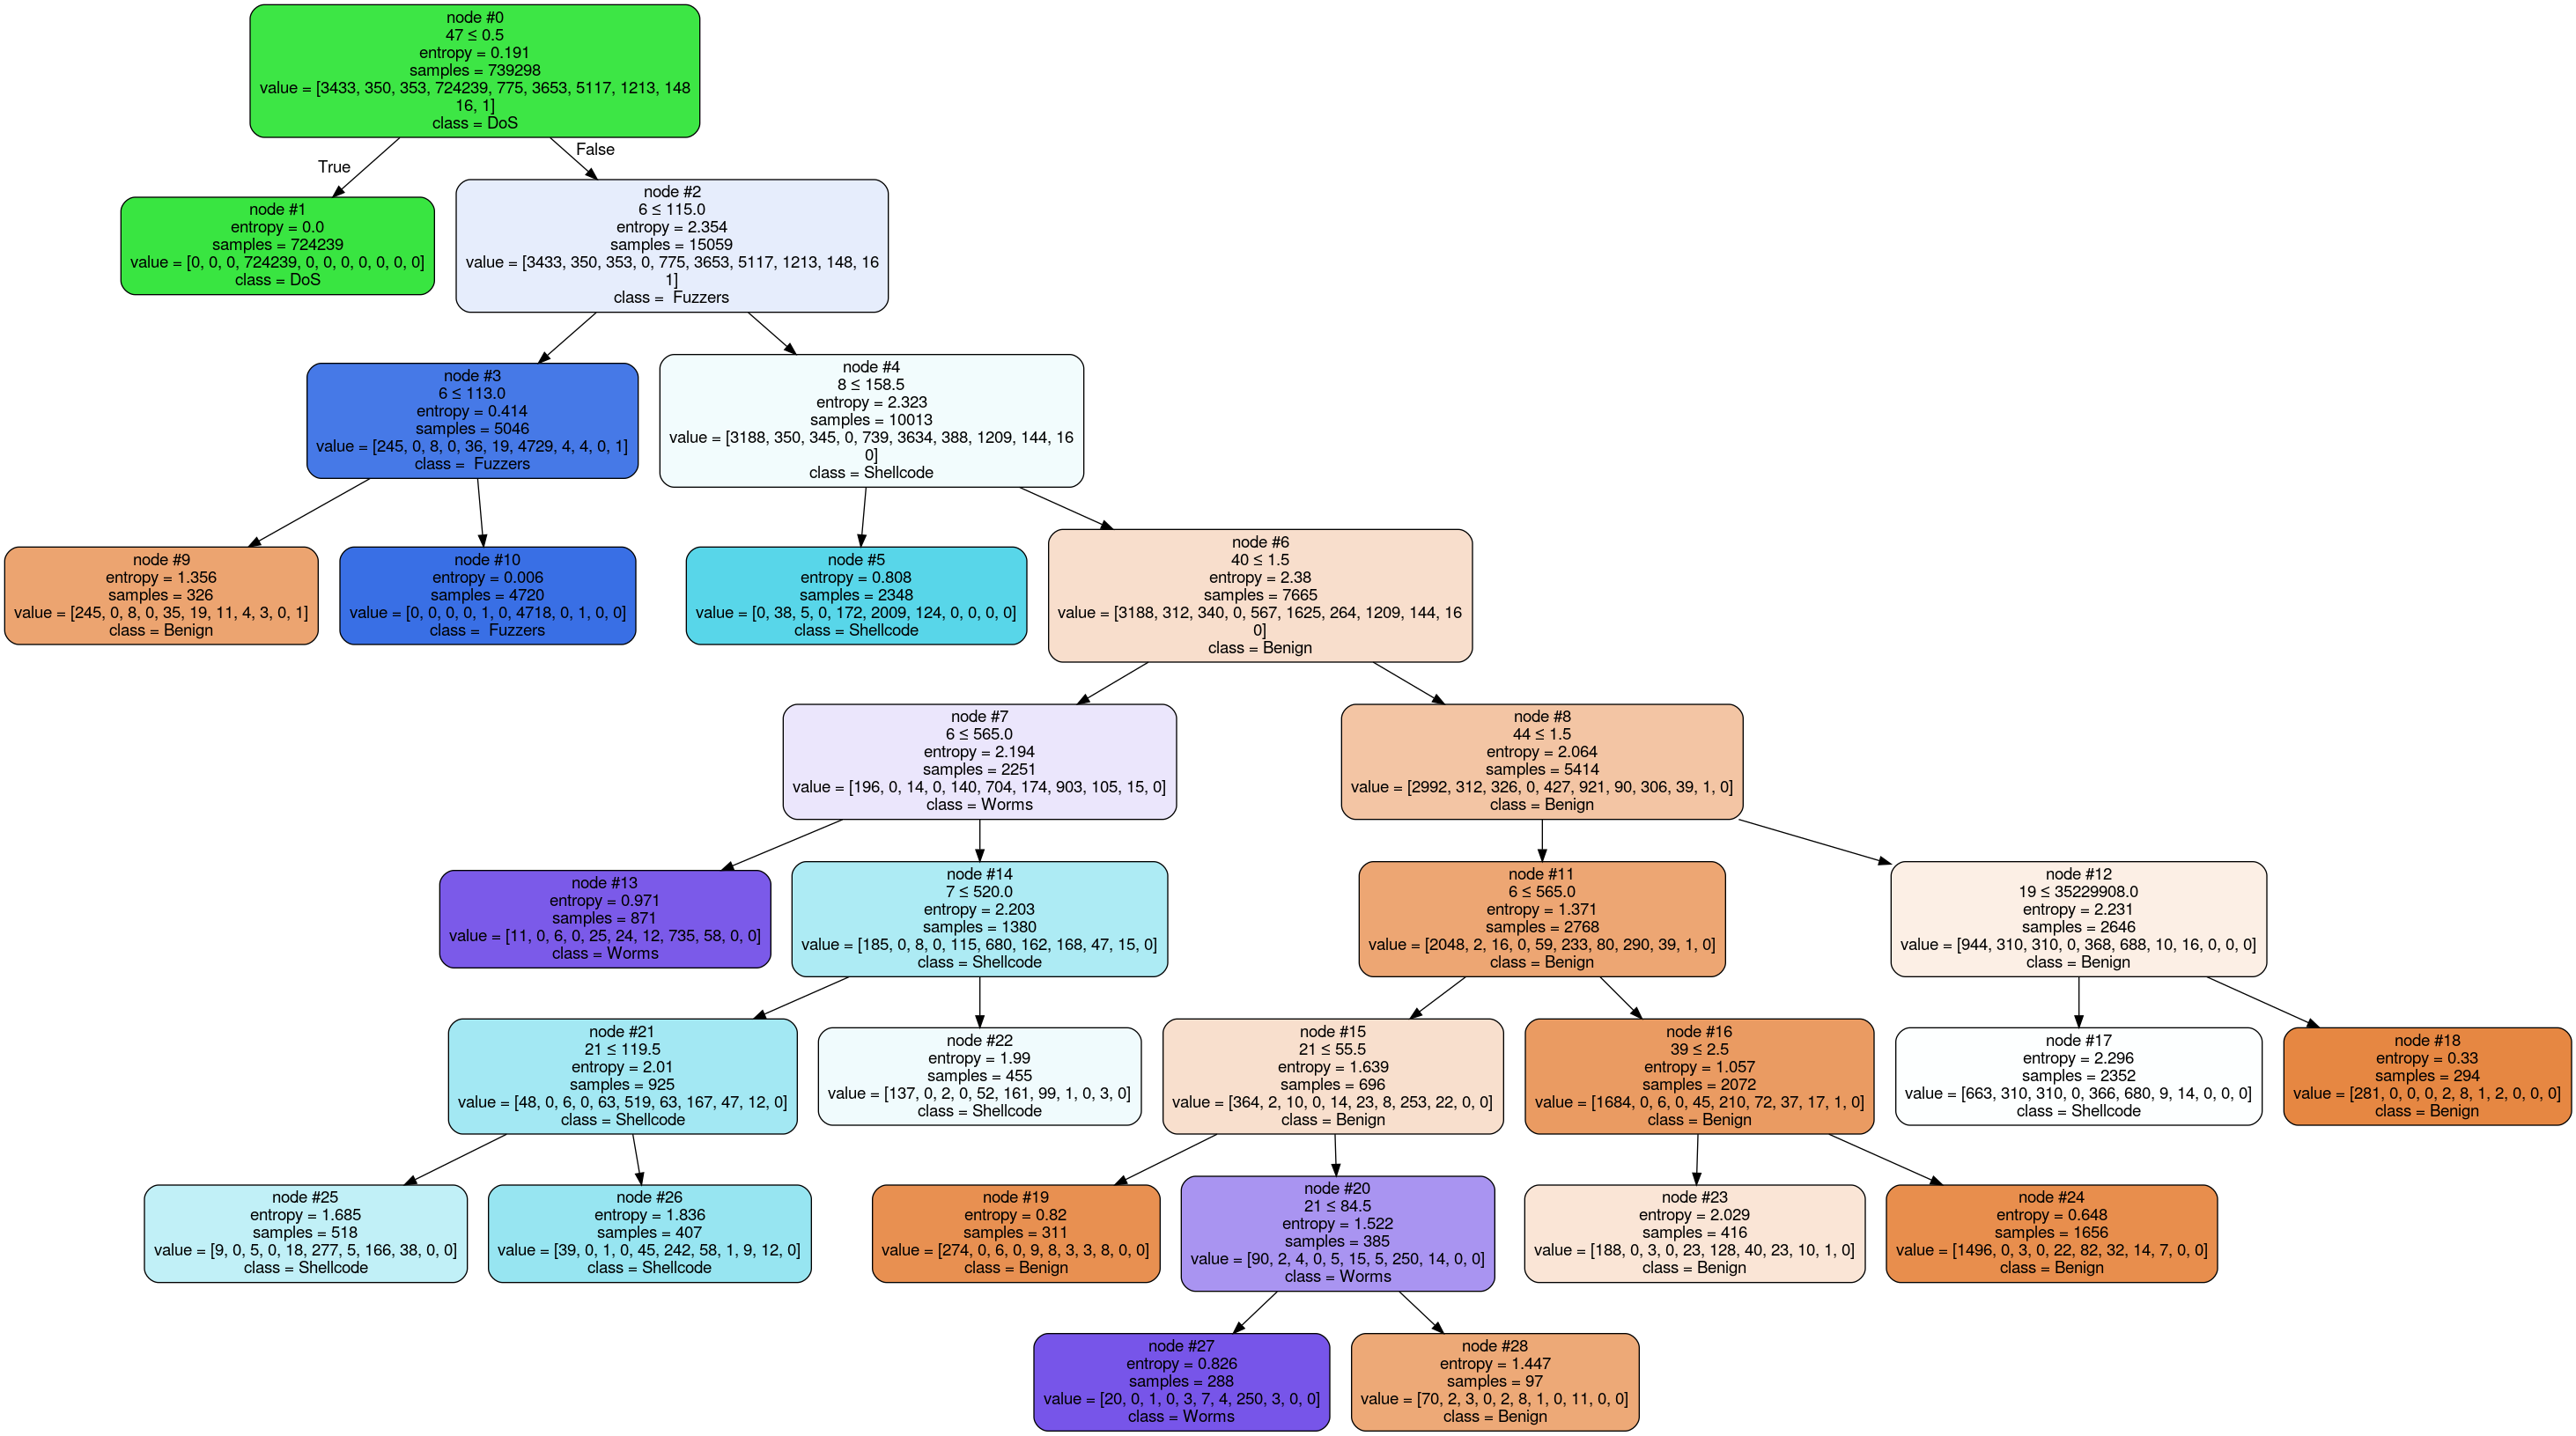 node #0
47 ≤ 0.5
entropy = 0.191
samples = 739298
value = [3433, 350, 353, 724239, 775, 3653, 5117, 1213, 148
16, 1]
class = DoS
True
False
node #1
entropy = 0.0
samples = 724239
value = [0, 0, 0, 724239, 0, 0, 0, 0, 0, 0, 0]
class = DoS
node #2
6 ≤ 115.0
entropy = 2.354
samples = 15059
value = [3433, 350, 353, 0, 775, 3653, 5117, 1213, 148, 16
1]
class =  Fuzzers
node #3
6 ≤ 113.0
entropy = 0.414
samples = 5046
value = [245, 0, 8, 0, 36, 19, 4729, 4, 4, 0, 1]
class =  Fuzzers
node #4
8 ≤ 158.5
entropy = 2.323
samples = 10013
value = [3188, 350, 345, 0, 739, 3634, 388, 1209, 144, 16
0]
class = Shellcode
node #9
entropy = 1.356
samples = 326
value = [245, 0, 8, 0, 35, 19, 11, 4, 3, 0, 1]
class = Benign
node #10
entropy = 0.006
samples = 4720
value = [0, 0, 0, 0, 1, 0, 4718, 0, 1, 0, 0]
class =  Fuzzers
node #5
entropy = 0.808
samples = 2348
value = [0, 38, 5, 0, 172, 2009, 124, 0, 0, 0, 0]
class = Shellcode
node #6
40 ≤ 1.5
entropy = 2.38
samples = 7665
value = [3188, 312, 340, 0, 567, 1625, 264, 1209, 144, 16
0]
class = Benign
node #7
6 ≤ 565.0
entropy = 2.194
samples = 2251
value = [196, 0, 14, 0, 140, 704, 174, 903, 105, 15, 0]
class = Worms
node #8
44 ≤ 1.5
entropy = 2.064
samples = 5414
value = [2992, 312, 326, 0, 427, 921, 90, 306, 39, 1, 0]
class = Benign
node #13
entropy = 0.971
samples = 871
value = [11, 0, 6, 0, 25, 24, 12, 735, 58, 0, 0]
class = Worms
node #14
7 ≤ 520.0
entropy = 2.203
samples = 1380
value = [185, 0, 8, 0, 115, 680, 162, 168, 47, 15, 0]
class = Shellcode
node #11
6 ≤ 565.0
entropy = 1.371
samples = 2768
value = [2048, 2, 16, 0, 59, 233, 80, 290, 39, 1, 0]
class = Benign
node #12
19 ≤ 35229908.0
entropy = 2.231
samples = 2646
value = [944, 310, 310, 0, 368, 688, 10, 16, 0, 0, 0]
class = Benign
node #21
21 ≤ 119.5
entropy = 2.01
samples = 925
value = [48, 0, 6, 0, 63, 519, 63, 167, 47, 12, 0]
class = Shellcode
node #22
entropy = 1.99
samples = 455
value = [137, 0, 2, 0, 52, 161, 99, 1, 0, 3, 0]
class = Shellcode
node #15
21 ≤ 55.5
entropy = 1.639
samples = 696
value = [364, 2, 10, 0, 14, 23, 8, 253, 22, 0, 0]
class = Benign
node #16
39 ≤ 2.5
entropy = 1.057
samples = 2072
value = [1684, 0, 6, 0, 45, 210, 72, 37, 17, 1, 0]
class = Benign
node #17
entropy = 2.296
samples = 2352
value = [663, 310, 310, 0, 366, 680, 9, 14, 0, 0, 0]
class = Shellcode
node #18
entropy = 0.33
samples = 294
value = [281, 0, 0, 0, 2, 8, 1, 2, 0, 0, 0]
class = Benign
node #25
entropy = 1.685
samples = 518
value = [9, 0, 5, 0, 18, 277, 5, 166, 38, 0, 0]
class = Shellcode
node #26
entropy = 1.836
samples = 407
value = [39, 0, 1, 0, 45, 242, 58, 1, 9, 12, 0]
class = Shellcode
node #19
entropy = 0.82
samples = 311
value = [274, 0, 6, 0, 9, 8, 3, 3, 8, 0, 0]
class = Benign
node #20
21 ≤ 84.5
entropy = 1.522
samples = 385
value = [90, 2, 4, 0, 5, 15, 5, 250, 14, 0, 0]
class = Worms
node #23
entropy = 2.029
samples = 416
value = [188, 0, 3, 0, 23, 128, 40, 23, 10, 1, 0]
class = Benign
node #24
entropy = 0.648
samples = 1656
value = [1496, 0, 3, 0, 22, 82, 32, 14, 7, 0, 0]
class = Benign
node #27
entropy = 0.826
samples = 288
value = [20, 0, 1, 0, 3, 7, 4, 250, 3, 0, 0]
class = Worms
node #28
entropy = 1.447
samples = 97
value = [70, 2, 3, 0, 2, 8, 1, 0, 11, 0, 0]
class = Benign